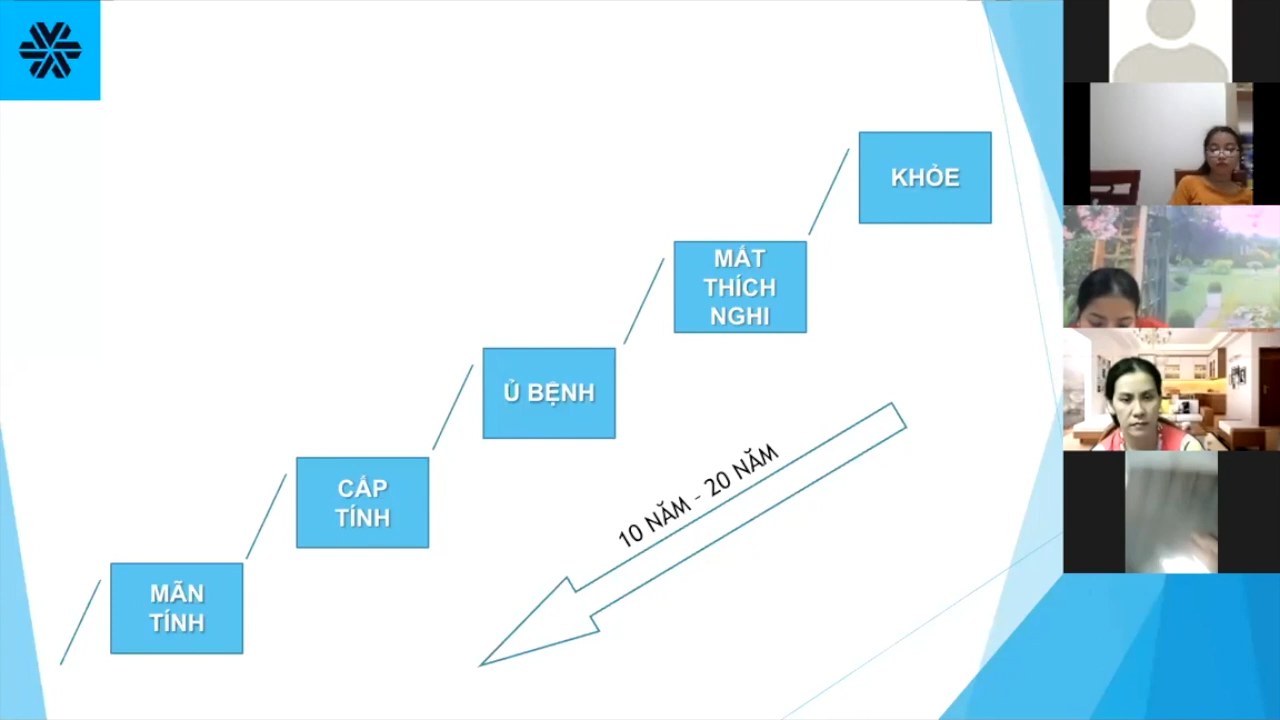 KHỎE
MẤT
THÍCH
NGHI
Ủ BỆNH
CẤP
TÍNH
MÃN
TÍNH
10 NĂM - 20 NĂM